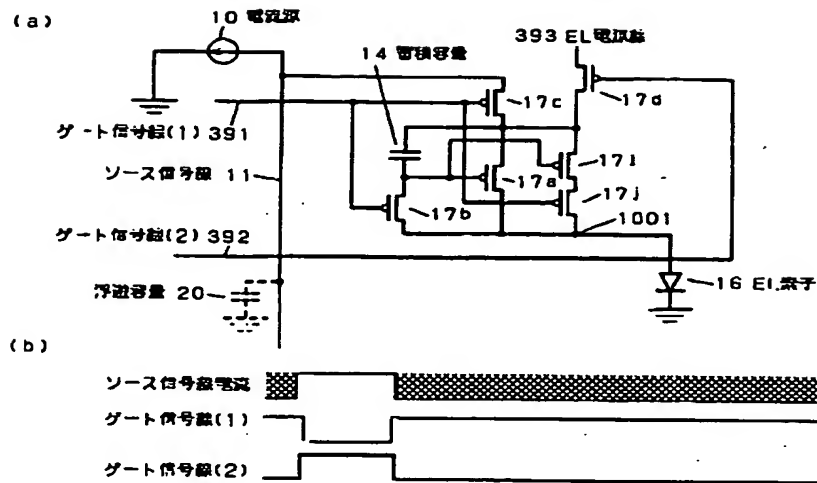 (a)
10 電流源
393 EL電源線
14 蓄積容量
17c
17d
ゲート信号線(1) 391
17i
ソース信号線 11
17a
17j
17b
1001
ゲート信号線(2) 392
16 EL素子
浮遊容量 20
(b)
ソース信号線電流
ゲート信号線(1)
ゲート信号線(2)